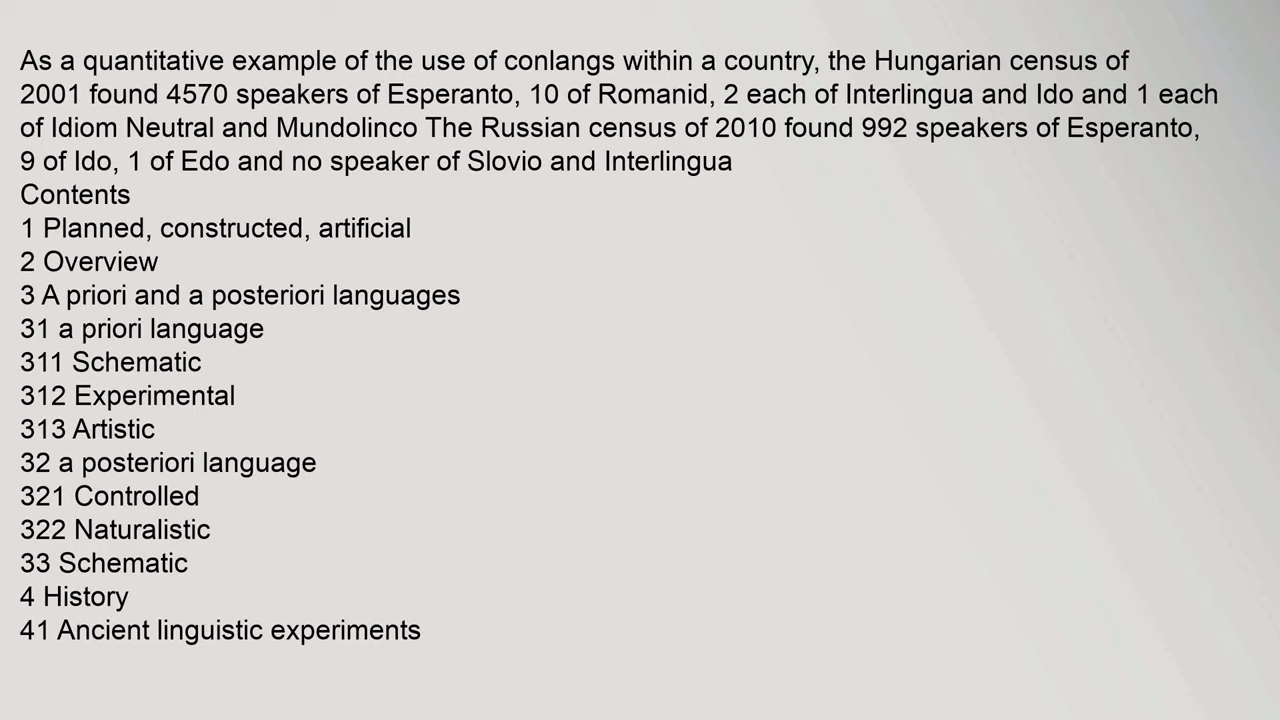 As a quantitative example of the use of conlangs within a country, the Hungarian census of
2001 found 4570 speakers of Esperanto, 10 of Romanid, 2 each of Interlingua and Ido and 1 each
of Idiom Neutral and Mundolinco The Russian census of 2010 found 992 speakers of Esperanto,
9 of Ido, 1 of Edo and no speaker of Slovio and Interlingua
Contents
1 Planned, constructed, artificial
2 Overview
3 A priori and a posteriori languages
31 a priori language
311 Schematic
312 Experimental
313 Artistic
32 a posteriori language
321 Controlled
322 Naturalistic
33 Schematic
4 History
41 Ancient linguistic experiments